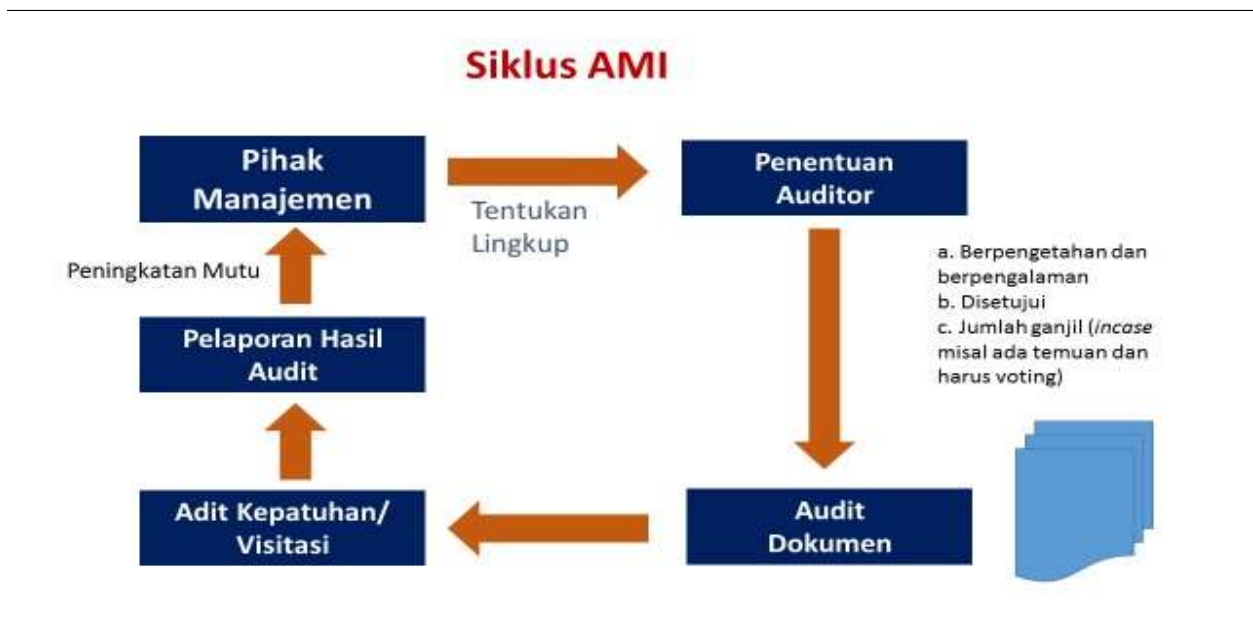 Siklus AMI
Pihak
Manajemen
Tentukan
Lingkup
Penentuan
Auditor
a. Berpengetahan dan
berpengalaman
b. Disetujui
c. Jumlah ganjil (incase
misal ada temuan dan
harus voting)
Audit
Dokumen
Adit Kepatuhan/
Visitasi
Pelaporan Hasil
Audit
Peningkatan Mutu